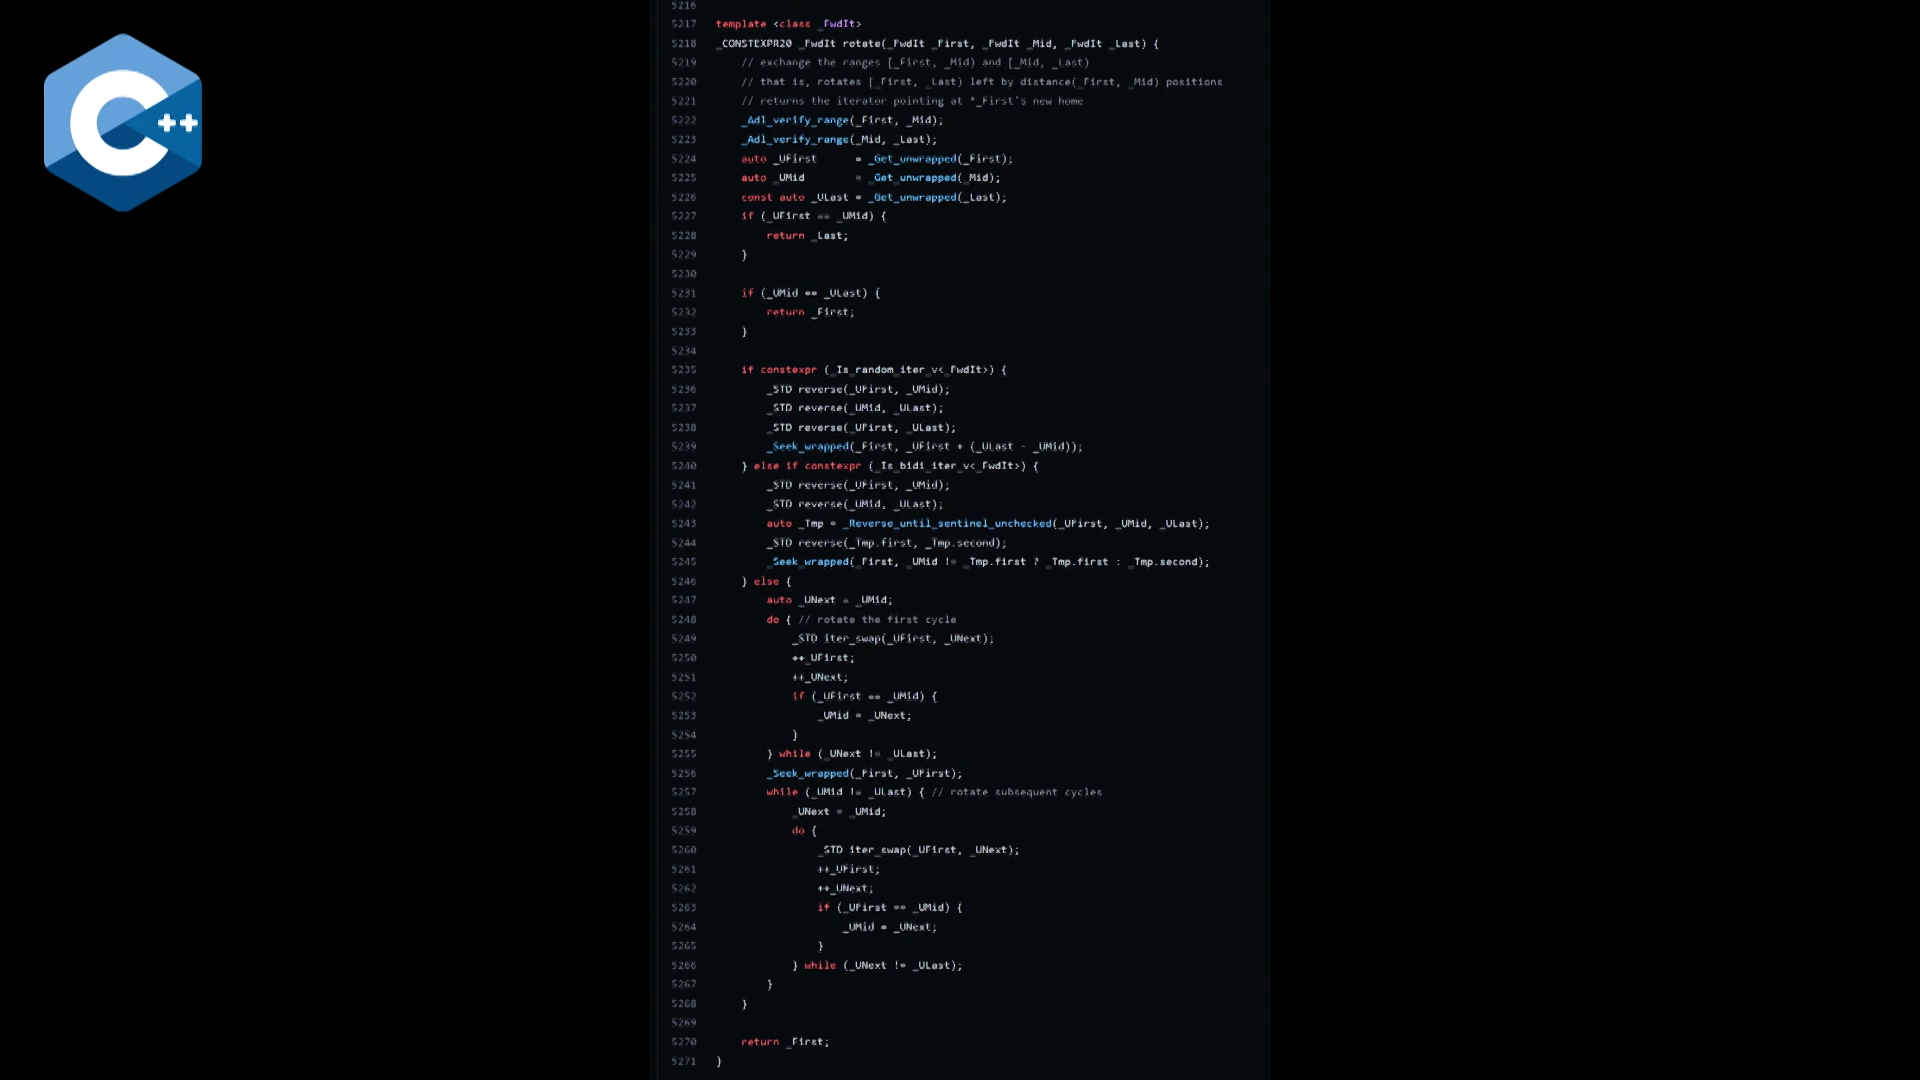 C++
5216
5217 template <class _FwdIt>
5218 _CONSTEXPR20 _FwdIt rotate(_FwdIt _First, _FwdIt _Mid, _FwdIt _Last) {
5219 // exchange the ranges [_First, _Mid) and [_Mid, _Last)
5220 // that is, rotates [_First, _Last) left by distance(_First, _Mid) positions
5221 // returns the iterator pointing at *_First's new home
5222 _Adl_verify_range(_First, _Mid);
5223 _Adl_verify_range(_Mid, _Last);
5224 auto _UFirst = _Get_unwrapped(_First);
5225 auto _UMid = _Get_unwrapped(_Mid);
5226 const auto _ULast = _Get_unwrapped(_Last);
5227 if (_UFirst == _UMid) {
5228 return _Last;
5229 }
5230
5231 if (_UMid == _ULast) {
5232 return _First;
5233 }
5234
5235 if constexpr (_Is_random_iter_v<_FwdIt>) {
5236 _STD reverse(_UFirst, _UMid);
5237 _STD reverse(_UMid, _ULast);
5238 _STD reverse(_UFirst, _ULast);
5239 _Seek_wrapped(_First, _UFirst + (_ULast - _UMid));
5240 } else if constexpr (_Is_bidi_iter_v<_FwdIt>) {
5241 _STD reverse(_UFirst, _UMid);
5242 _STD reverse(_UMid, _ULast);
5243 auto _Tmp = _Reverse_until_sentinel_unchecked(_UFirst, _UMid, _ULast);
5244 _STD reverse(_Tmp.first, _Tmp.second);
5245 _Seek_wrapped(_First, _UMid != _Tmp.first ? _Tmp.first : _Tmp.second);
5246 } else {
5247 auto _UNext = _UMid;
5248 do { // rotate the first cycle
5249 _STD iter_swap(_UFirst, _UNext);
5250 ++_UFirst;
5251 ++_UNext;
5252 if (_UFirst == _UMid) {
5253 _UMid = _UNext;
5254 }
5255 } while (_UNext != _ULast);
5256 _Seek_wrapped(_First, _UFirst);
5257 while (_UMid != _ULast) { // rotate subsequent cycles
5258 _UNext = _UMid;
5259 do {
5260 _STD iter_swap(_UFirst, _UNext);
5261 ++_UFirst;
5262 ++_UNext;
5263 if (_UFirst == _UMid) {
5264 _UMid = _UNext;
5265 }
5266 } while (_UNext != _ULast);
5267 }
5268 }
5269
5270 return _First;
5271 }